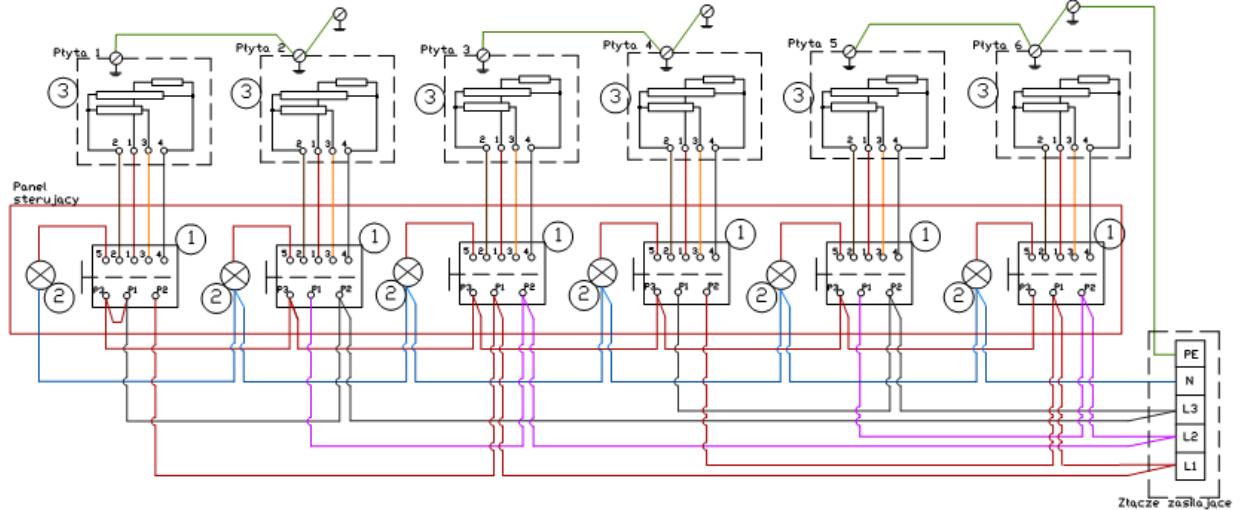 Płyta 1 Płyta 2 Płyta 3 Płyta 4 Płyta 5 Płyta 6
3 3 3 3 3 3
2 1 3 4 2 1 3 4 2 1 3 4 2 1 3 4 2 1 3 4 2 1 3 4
Panel
sterujacy
1 1 1 1 1 1
5 2 1 3 4 5 2 1 3 4 5 2 1 3 4 5 2 1 3 4 5 2 1 3 4 5 2 1 3 4
2 2 2 2 2 2
P3 P1 P2 P3 P1 P2 P3 P1 P2 P3 P1 P2 P3 P1 P2 P3 P1 P2
PE
N
L3
L2
L1
Złącze zasilające